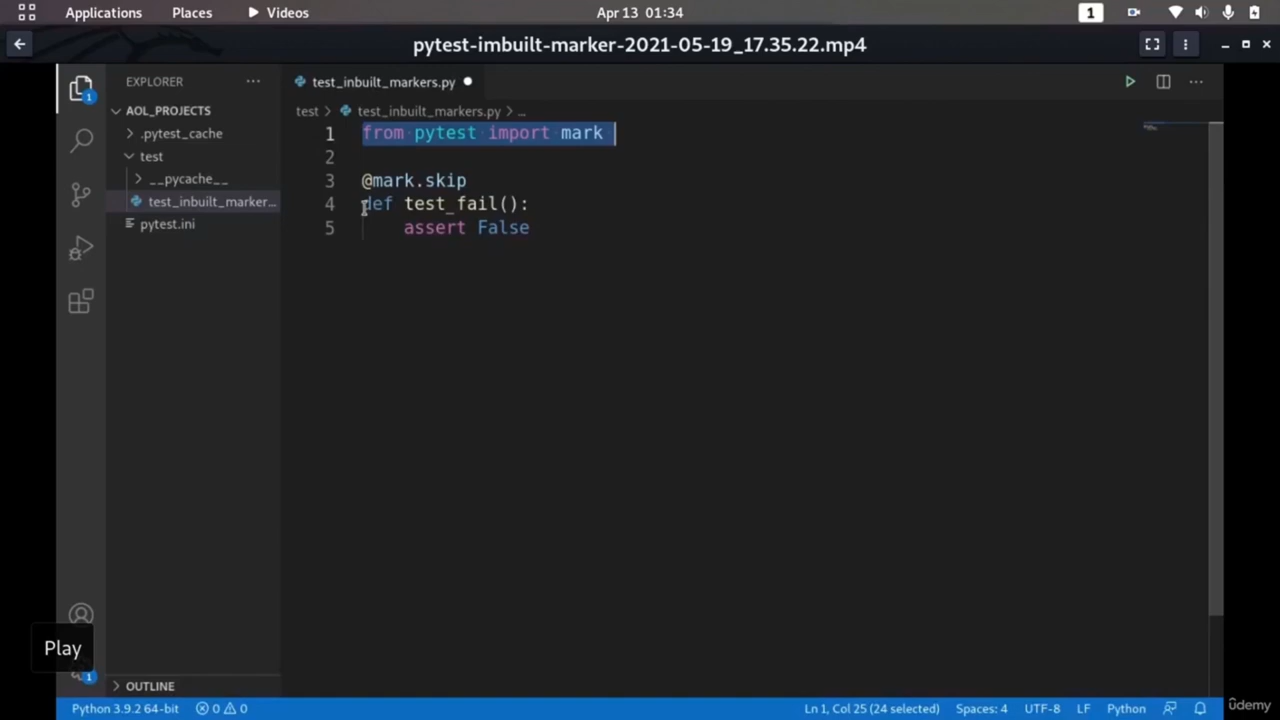 Applications Places Videos Apr 13 01:34 1
pytest-imbuilt-marker-2021-05-19_17.35.22.mp4
EXPLORER ... test_inbuilt_markers.py
AOL_PROJECTS test > test_inbuilt_markers.py > ...
.pytest_cache
test
__pycache__
test_inbuilt_marker...
pytest.ini
1 from pytest import mark
2
3 @mark.skip
4 def test_fail():
5 assert False
1
Play
1
OUTLINE
Python 3.9.2 64-bit 0 0 Ln 1, Col 25 (24 selected) Spaces: 4 UTF-8 LF Python
ûdemy